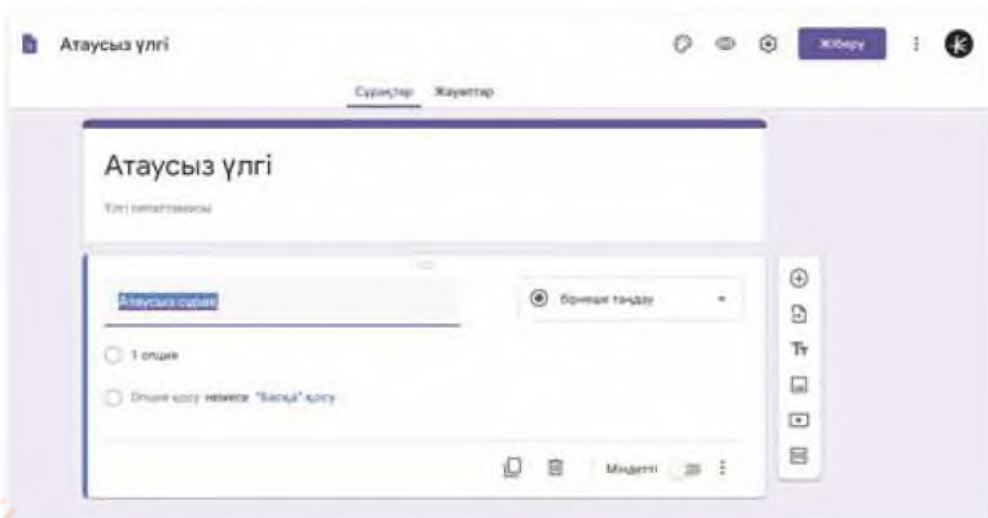 Атаусыз үлгі
Жіберу
Сұрақтар Жауаптар
Атаусыз үлгі
Үлгі сипаттамасы
Атаусыз сұрақ
Бірнеше таңдау
1 опция
Опция қосу немесе "Басқа" қосу
Міндетті